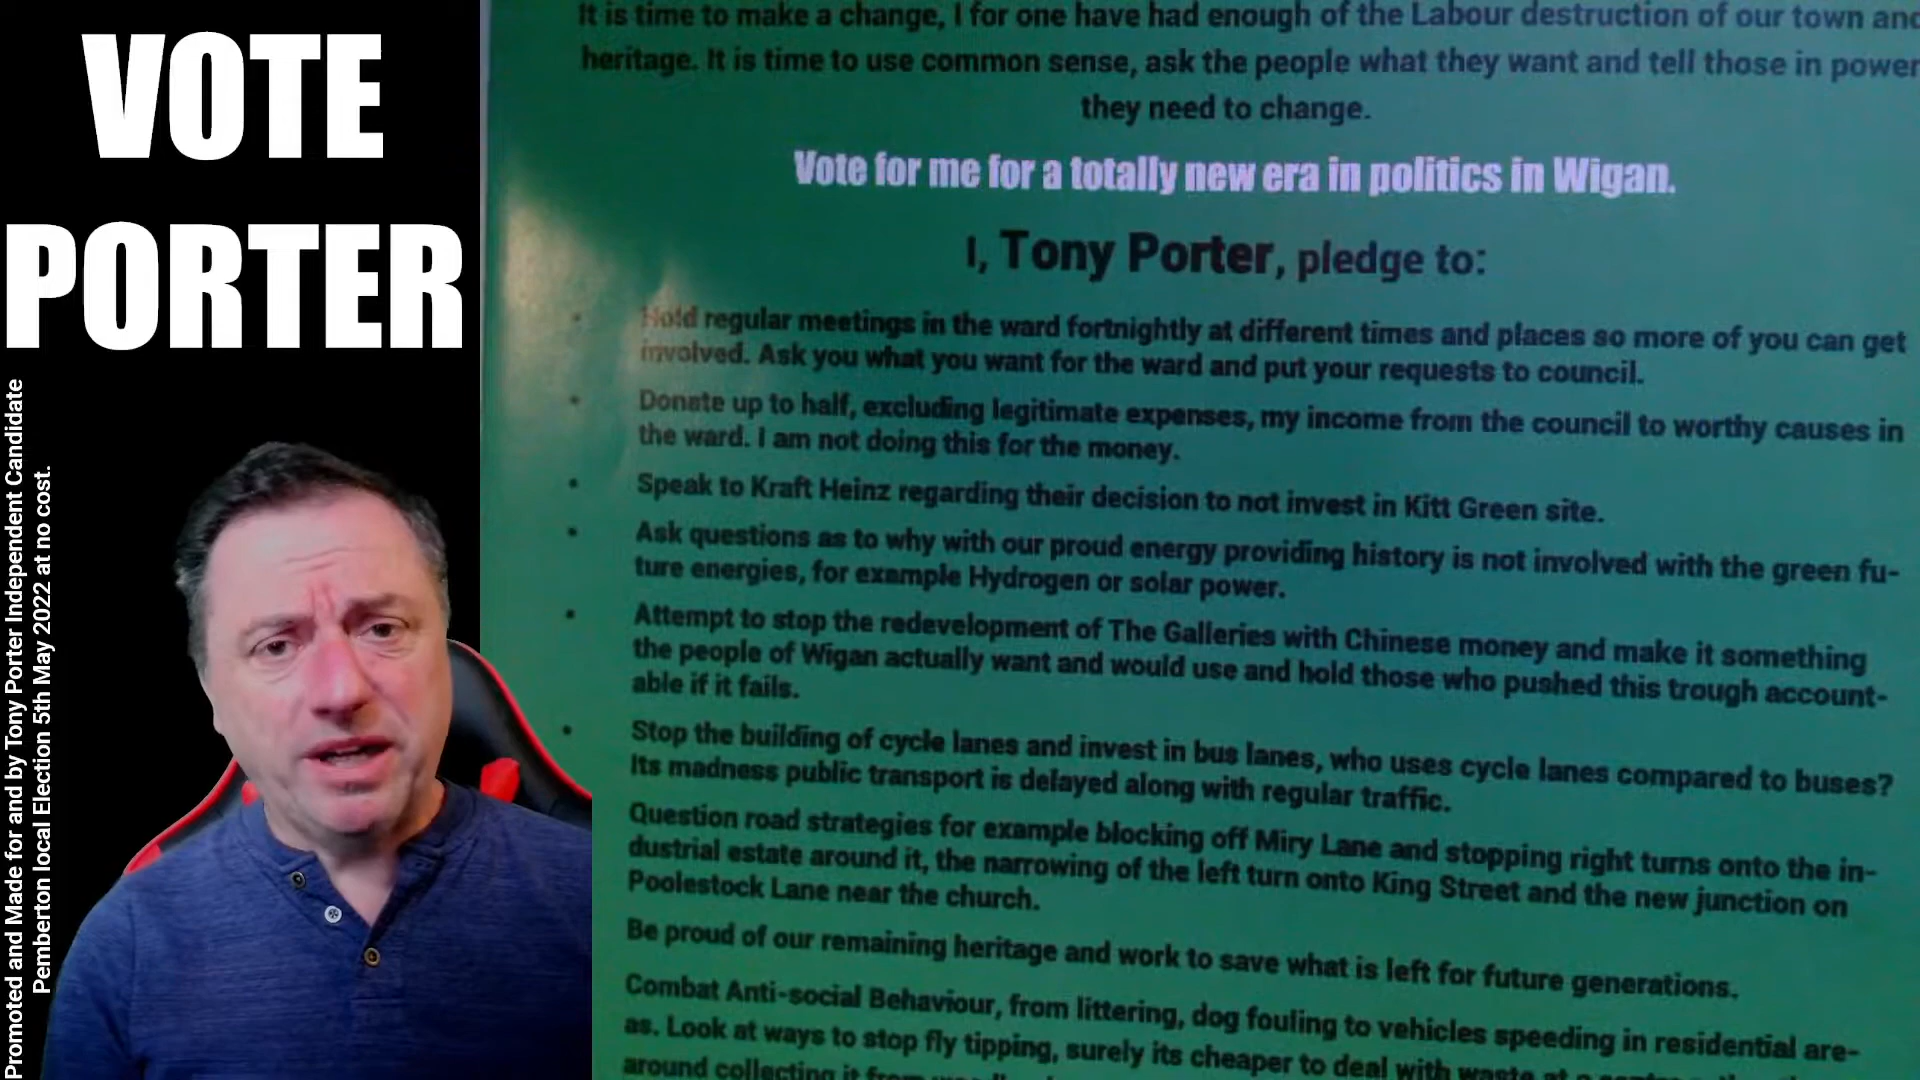 VOTE
PORTER
Promoted and Made for and by Tony Porter Independent Candidate
Pemberton local Election 5th May 2022 at no cost.
It is time to make a change, I for one have had enough of the Labour destruction of our town and
heritage. It is time to use common sense, ask the people what they want and tell those in power
they need to change.
Vote for me for a totally new era in politics in Wigan.
I, Tony Porter, pledge to:
• Hold regular meetings in the ward fortnightly at different times and places so more of you can get
involved. Ask you what you want for the ward and put your requests to council.
• Donate up to half, excluding legitimate expenses, my income from the council to worthy causes in
the ward. I am not doing this for the money.
• Speak to Kraft Heinz regarding their decision to not invest in Kitt Green site.
• Ask questions as to why with our proud energy providing history is not involved with the green fu-
ture energies, for example Hydrogen or solar power.
• Attempt to stop the redevelopment of The Galleries with Chinese money and make it something
the people of Wigan actually want and would use and hold those who pushed this trough account-
able if it fails.
• Stop the building of cycle lanes and invest in bus lanes, who uses cycle lanes compared to buses?
Its madness public transport is delayed along with regular traffic.
Question road strategies for example blocking off Miry Lane and stopping right turns onto the in-
dustrial estate around it, the narrowing of the left turn onto King Street and the new junction on
Poolestock Lane near the church.
Be proud of our remaining heritage and work to save what is left for future generations.
Combat Anti-social Behaviour, from littering, dog fouling to vehicles speeding in residential are-
as. Look at ways to stop fly tipping, surely its cheaper to deal with waste at a
around collecting it from